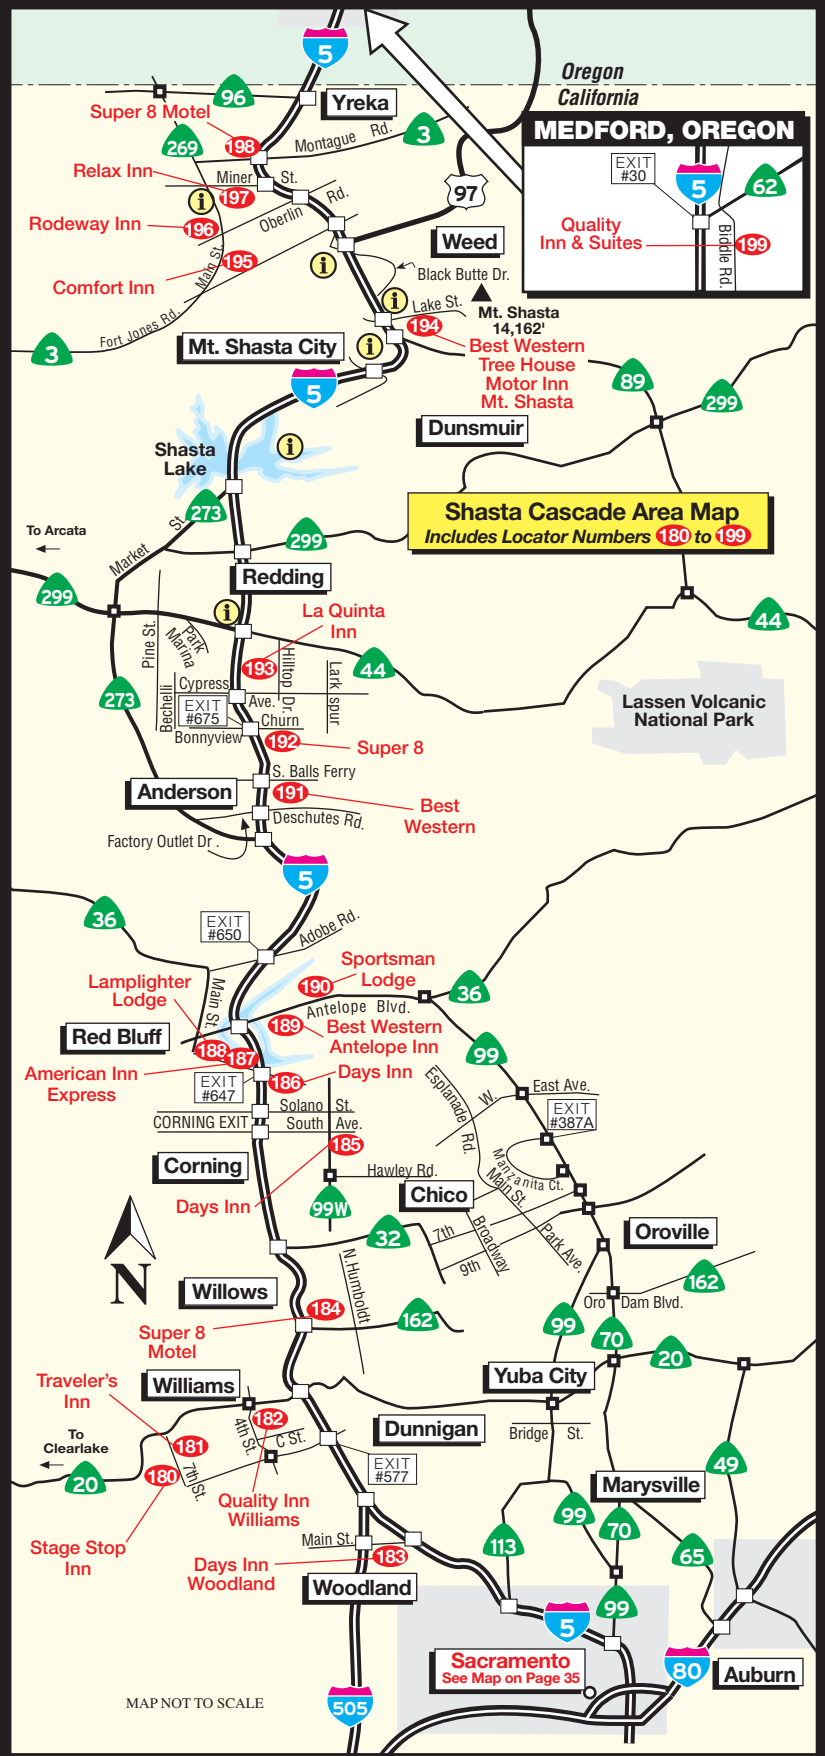 5
Oregon
California
96
Yreka
Super 8 Motel
269
198
Montague Rd.
3
MEDFORD, OREGON
EXIT
#30
5
62
Quality
Inn & Suites
199
Biddle Rd.
Relax Inn
Miner St.
197
97
Rodeway Inn
196
i
Oberlin Rd.
Weed
Main St.
195
Comfort Inn
i
Black Butte Dr.
i
Lake St.
Mt. Shasta
14,162'
Fort Jones Rd.
3
194
Mt. Shasta City
i
Best Western
Tree House
Motor Inn
Mt. Shasta
5
89
299
Dunsmuir
Shasta
Lake
i
273
Shasta Cascade Area Map
Includes Locator Numbers 180 to 199
To Arcata
Market St.
299
Redding
299
i
La Quinta
Inn
44
Pine St.
Park
Marina
193
Hilltop Dr.
Lark spur
44
273
Bechelli
Cypress Ave.
EXIT
#675
Churn
Bonnyview
192
Super 8
Lassen Volcanic
National Park
S. Balls Ferry
Anderson
191
Best
Western
Deschutes Rd.
Factory Outlet Dr.
5
36
EXIT
#650
Adobe Rd.
Sportsman
Lodge
Lamplighter
Lodge
190
36
Main St.
Antelope Blvd.
Red Bluff
189
Best Western
Antelope Inn
188
187
99
American Inn
Express
EXIT
#647
186
Days Inn
Esplanade Rd.
W. East Ave.
EXIT
#387A
Solano St.
CORNING EXIT
South Ave.
185
Corning
Manzanita Ct.
Hawley Rd.
Days Inn
99W
Chico
Main St.
N
32
7th
Broadway
Park Ave.
Oroville
9th
162
Willows
N.Humboldt
Oro Dam Blvd.
184
162
Super 8
Motel
99
70
20
Traveler's
Inn
Williams
Yuba City
182
4th St.
Dunnigan
Bridge St.
To
Clearlake
181
C St.
49
20
180
7th St.
EXIT
#577
Marysville
Quality Inn
Williams
99
70
Stage Stop
Inn
Main St.
113
65
Days Inn
Woodland
183
Woodland
99
5
Sacramento
See Map on Page 35
80
Auburn
MAP NOT TO SCALE
505